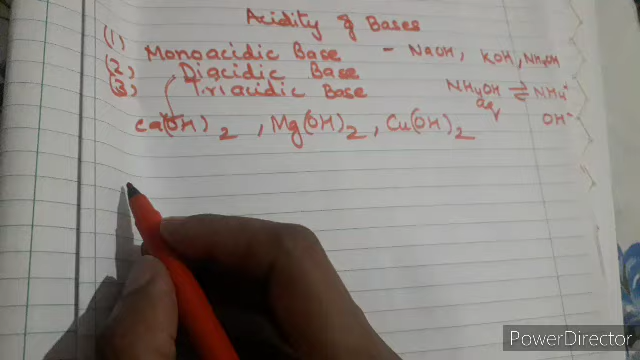 Acidity of Bases
(1) Monoacidic Base - NaOH, KOH, NH4OH
(2) Diacidic Base
(3) Triacidic Base
NH4OH ⇌ NH4+
aq OH-
Ca(OH)2, Mg(OH)2, Cu(OH)2
PowerDirector